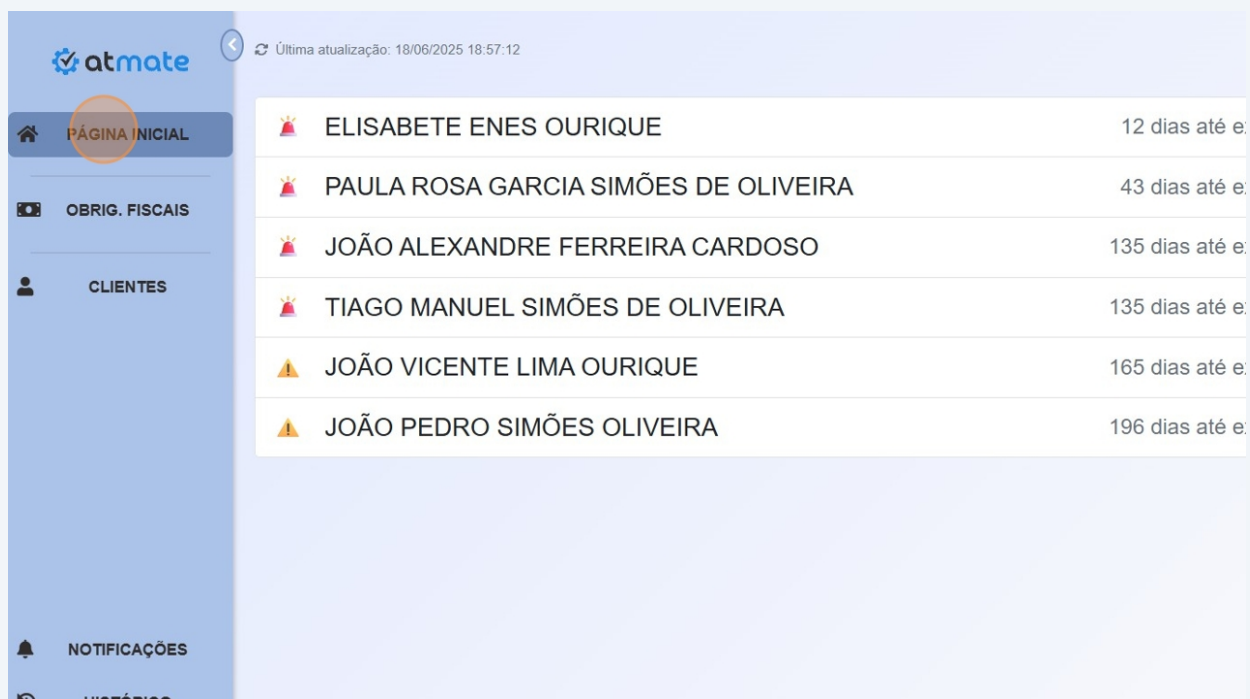 atmate
Última atualização: 18/06/2025 18:57:12
PÁGINA INICIAL
OBRIG. FISCAIS
CLIENTES
ELISABETE ENES OURIQUE 12 dias até
PAULA ROSA GARCIA SIMÕES DE OLIVEIRA 43 dias até
JOÃO ALEXANDRE FERREIRA CARDOSO 135 dias até
TIAGO MANUEL SIMÕES DE OLIVEIRA 135 dias até
JOÃO VICENTE LIMA OURIQUE 165 dias até
JOÃO PEDRO SIMÕES OLIVEIRA 196 dias até
NOTIFICAÇÕES
HISTÓRICO